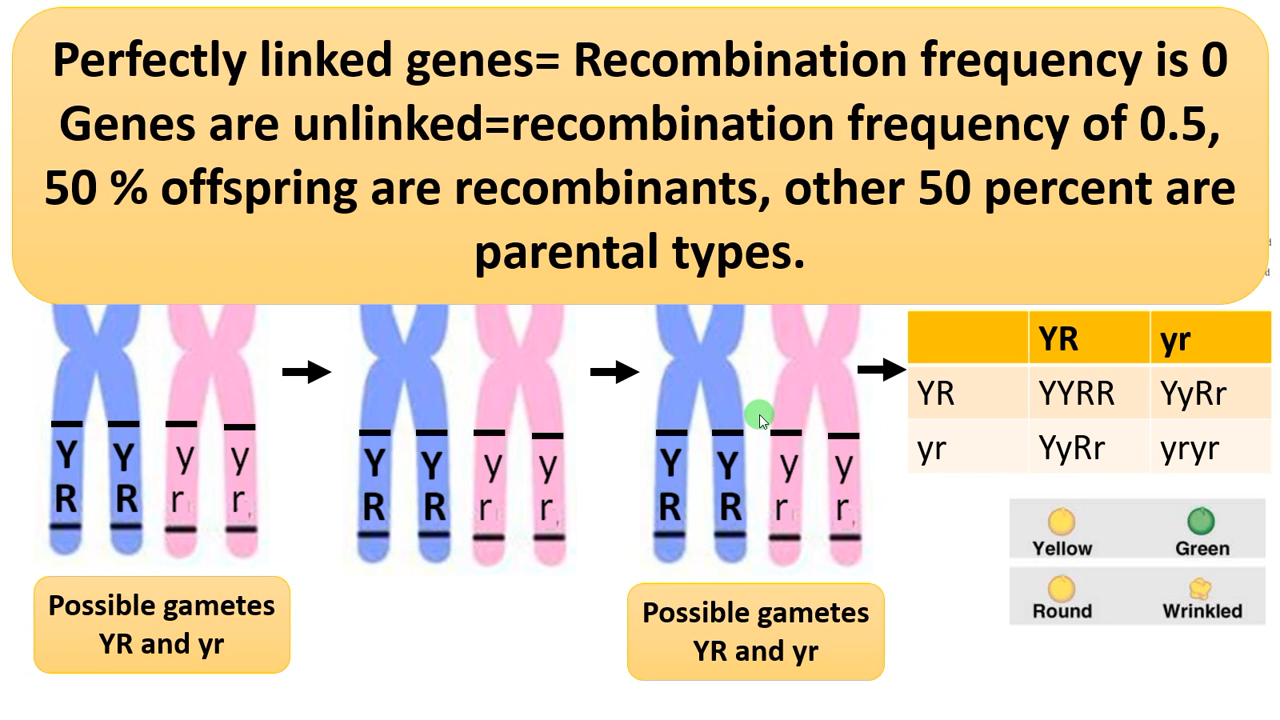 Perfectly linked genes= Recombination frequency is 0
Genes are unlinked=recombination frequency of 0.5,
50 % offspring are recombinants, other 50 percent are
parental types.
YR yr
YR YYRR YyRr
yr YyRr yryr
Y Y y y
R R r r
Y Y y y
R R r r
Y Y y y
R R r r
Yellow Green
Round Wrinkled
Possible gametes
YR and yr
Possible gametes
YR and yr